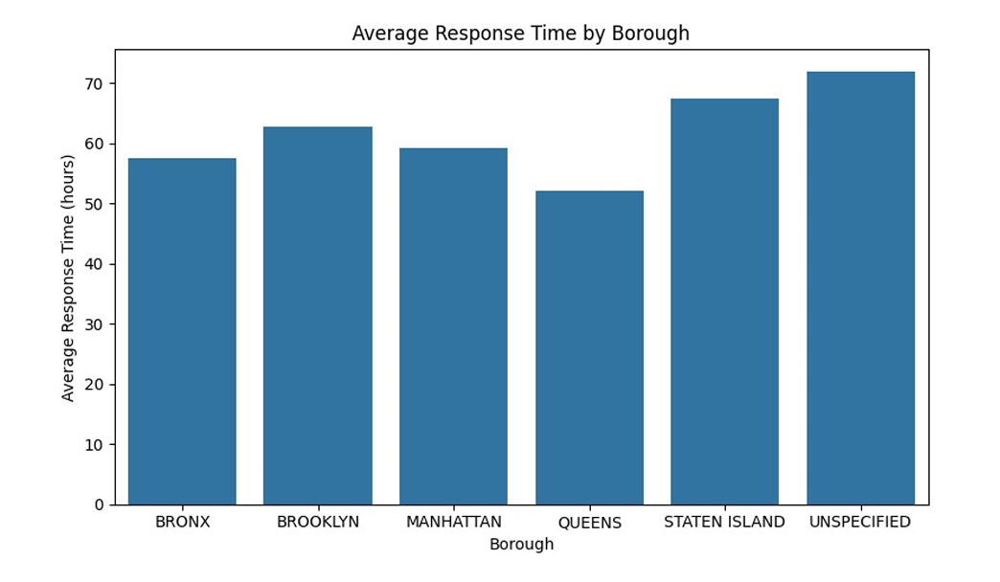 Average Response Time by Borough
Average Response Time (hours)
70
60
50
40
30
20
10
0
BRONX BROOKLYN MANHATTAN QUEENS STATEN ISLAND UNSPECIFIED
Borough